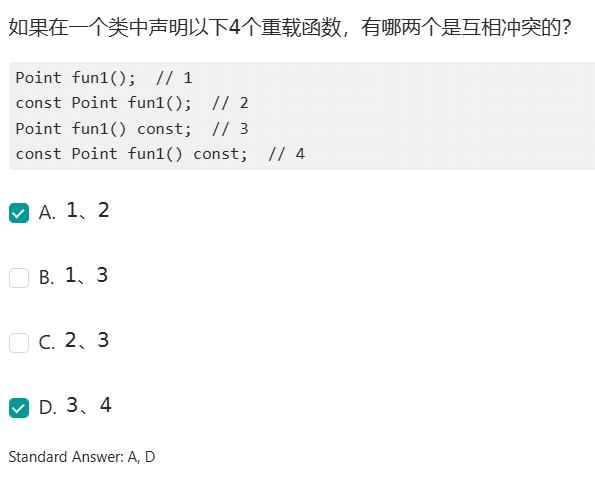 如果在一个类中声明以下4个重载函数，有哪两个是互相冲突的？
Point fun1();  // 1
const Point fun1();  // 2
Point fun1() const;  // 3
const Point fun1() const;  // 4
A. 1、2
B. 1、3
C. 2、3
D. 3、4
Standard Answer: A, D